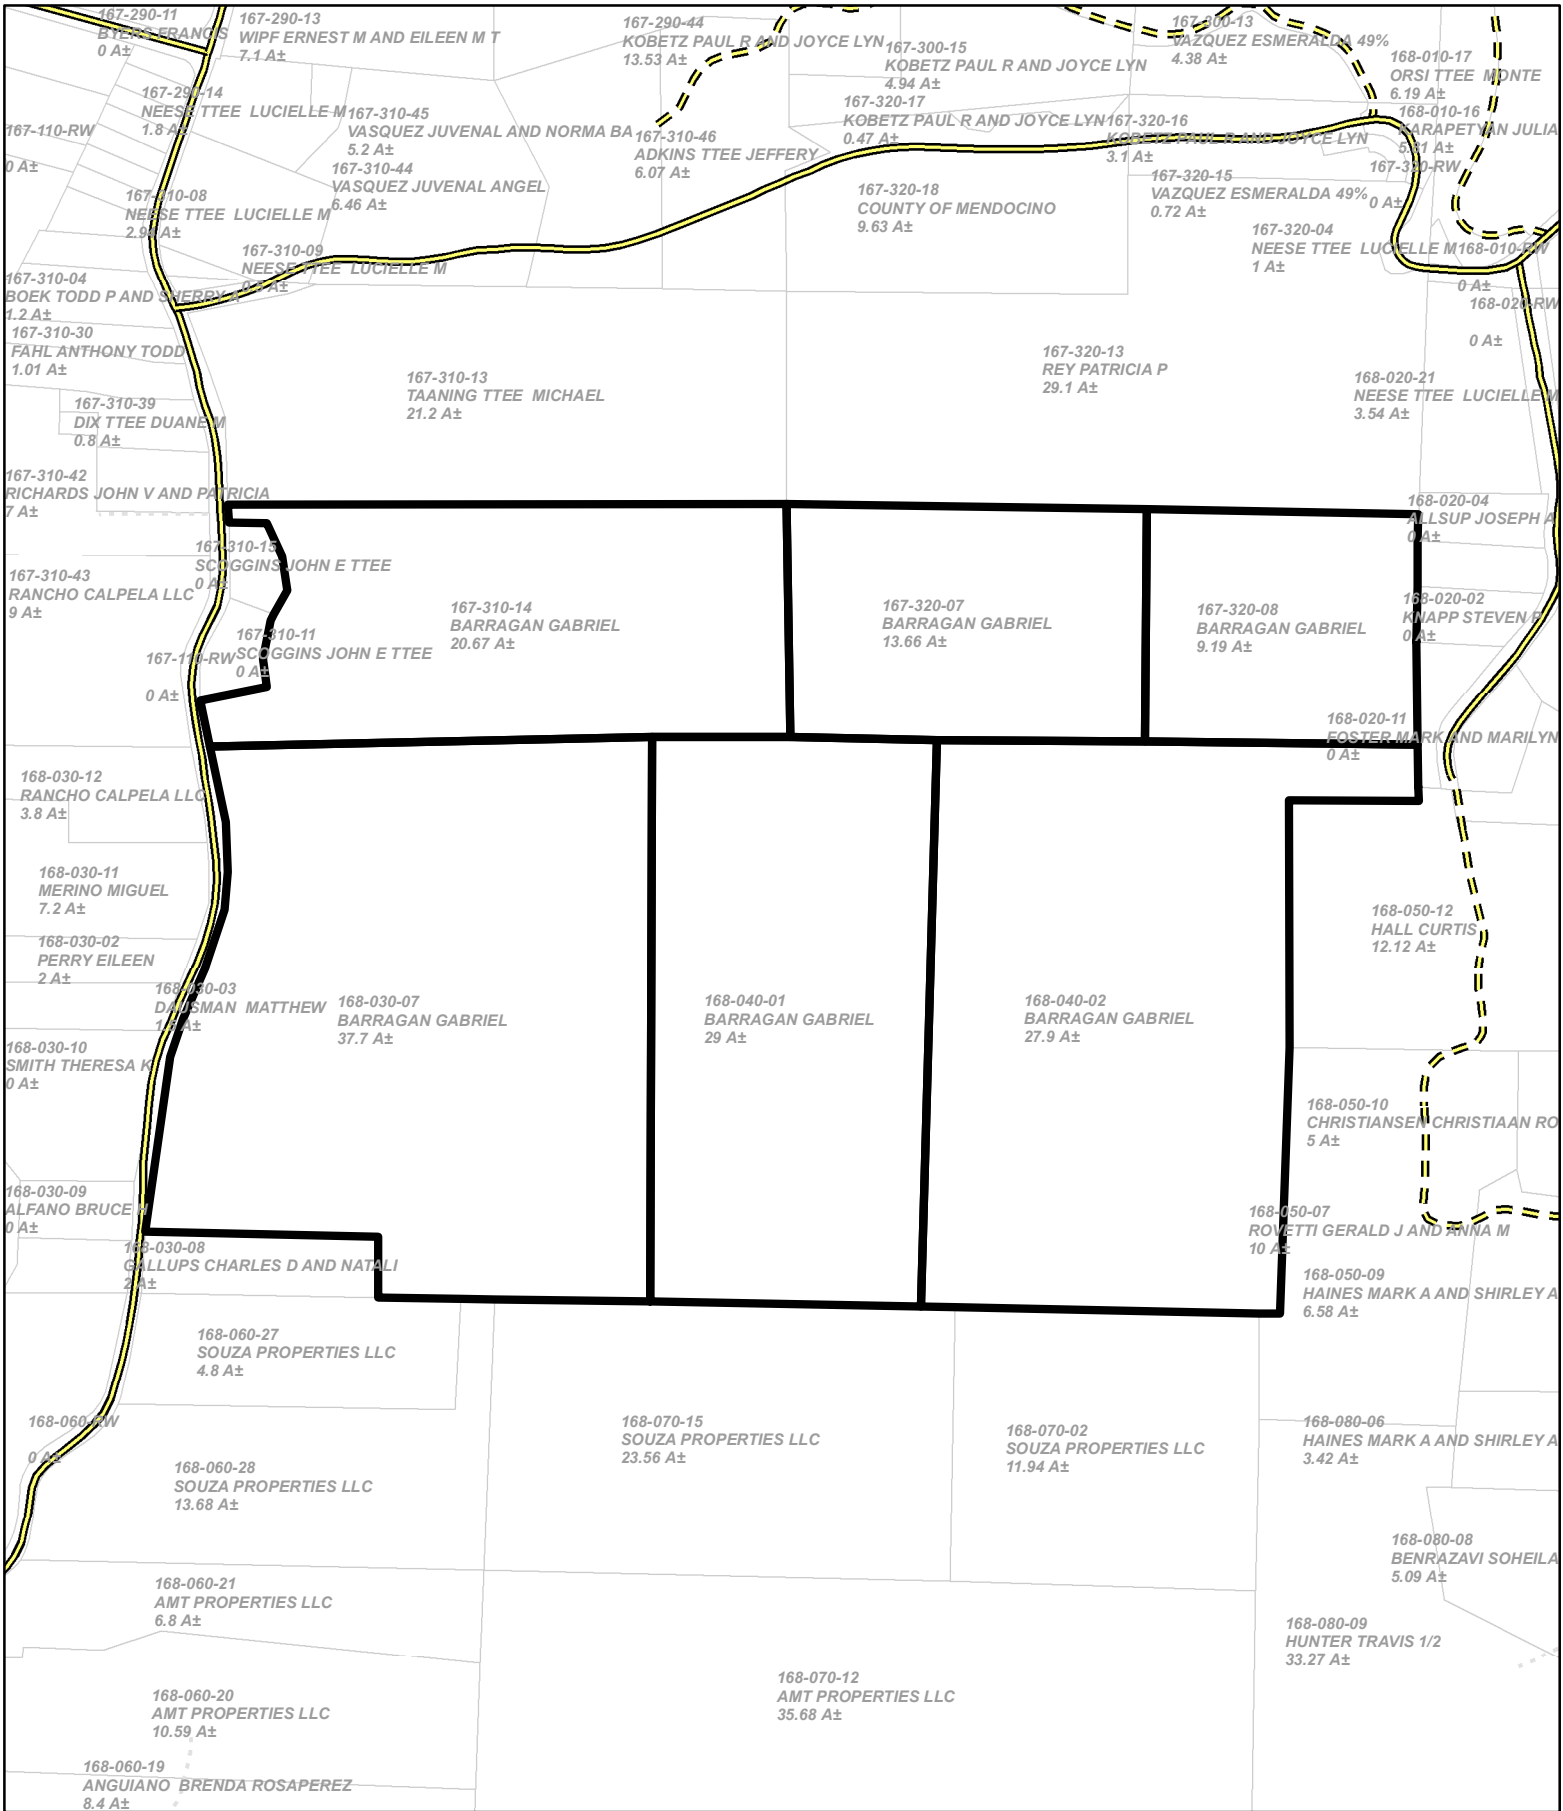 167-290-11
BYERS FRANCIS
0 A±
167-290-13
WIPF ERNEST M AND EILEEN M T
7.1 A±
167-290-44
KOBETZ PAUL R AND JOYCE LYN
13.53 A±
167-300-15
KOBETZ PAUL R AND JOYCE LYN
4.94 A±
167-300-13
VAZQUEZ ESMERALDA 49%
4.38 A±
168-010-17
ORSI TTEE MONTE
6.19 A±
167-290-14
NEESE TTEE LUCIELLE M
1.8 A±
167-310-45
VASQUEZ JUVENAL AND NORMA BA
5.2 A±
167-320-17
KOBETZ PAUL R AND JOYCE LYN
0.47 A±
167-320-16
KOBETZ PAUL R AND JOYCE LYN
3.1 A±
168-010-16
KARAPETYAN JULIA
167-110-RW
0 A±
167-310-46
ADKINS TTEE JEFFERY
6.07 A±
167-320-RW
0 A±
167-310-44
VASQUEZ JUVENAL ANGEL
6.46 A±
167-320-15
VAZQUEZ ESMERALDA 49%
0.72 A±
167-310-08
NEESE TTEE LUCIELLE M
167-320-18
COUNTY OF MENDOCINO
9.63 A±
167-320-04
NEESE TTEE LUCIELLE M
1 A±
168-010-RW
0 A±
167-310-09
NEESE TTEE LUCIELLE M
167-310-04
BOEK TODD P AND SHERRY A
1.2 A±
168-020-RW
0 A±
167-310-30
FAHL ANTHONY TODD
1.01 A±
167-310-13
TAANING TTEE MICHAEL
21.2 A±
167-320-13
REY PATRICIA P
29.1 A±
168-020-21
NEESE TTEE LUCIELLE M
3.54 A±
167-310-39
DIX TTEE DUANE M
0.8 A±
167-310-42
RICHARDS JOHN V AND PATRICIA
7 A±
168-020-04
ALLSUP JOSEPH A
0 A±
167-310-15
SCOGGINS JOHN E TTEE
0 A±
167-310-43
RANCHO CALPELA LLC
9 A±
167-310-14
BARRAGAN GABRIEL
20.67 A±
167-320-07
BARRAGAN GABRIEL
13.66 A±
167-320-08
BARRAGAN GABRIEL
9.19 A±
168-020-02
KNAPP STEVEN R
0 A±
167-310-11
SCOGGINS JOHN E TTEE
0 A±
167-110-RW
0 A±
168-020-11
FOSTER MARK AND MARILYN
0 A±
168-030-12
RANCHO CALPELA LLC
3.8 A±
168-030-11
MERINO MIGUEL
7.2 A±
168-050-12
HALL CURTIS
12.12 A±
168-030-02
PERRY EILEEN
2 A±
168-030-03
DAUSMAN MATTHEW
168-030-07
BARRAGAN GABRIEL
37.7 A±
168-040-01
BARRAGAN GABRIEL
29 A±
168-040-02
BARRAGAN GABRIEL
27.9 A±
168-030-10
SMITH THERESA K
0 A±
168-050-10
CHRISTIANSEN CHRISTIAAN RO
5 A±
168-030-09
ALFANO BRUCE H
0 A±
168-050-07
ROVETTI GERALD J AND ANNA M
10 A±
168-030-08
GALLUPS CHARLES D AND NATALI
2 A±
168-050-09
HAINES MARK A AND SHIRLEY A
6.58 A±
168-060-27
SOUZA PROPERTIES LLC
4.8 A±
168-060-RW
0 A±
168-070-15
SOUZA PROPERTIES LLC
23.56 A±
168-070-02
SOUZA PROPERTIES LLC
11.94 A±
168-080-06
HAINES MARK A AND SHIRLEY A
3.42 A±
168-060-28
SOUZA PROPERTIES LLC
13.68 A±
168-080-08
BENRAZAVI SOHEILA
5.09 A±
168-060-21
AMT PROPERTIES LLC
6.8 A±
168-080-09
HUNTER TRAVIS 1/2
33.27 A±
168-070-12
AMT PROPERTIES LLC
35.68 A±
168-060-20
AMT PROPERTIES LLC
10.59 A±
168-060-19
ANGUIANO BRENDA ROSAPEREZ
8.4 A±